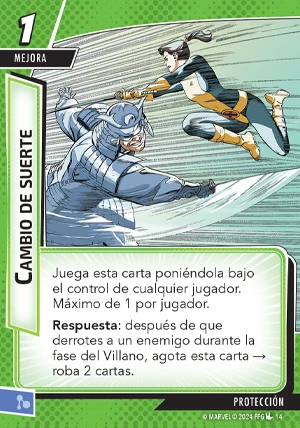 1
MEJORA
CAMBIO DE SUERTE
Juega esta carta poniéndola bajo
el control de cualquier jugador.
Máximo de 1 por jugador.
Respuesta: después de que
derrotes a un enemigo durante la
fase del Villano, agota esta carta →
roba 2 cartas.
PROTECCIÓN
© MARVEL © 2024 FFG 14